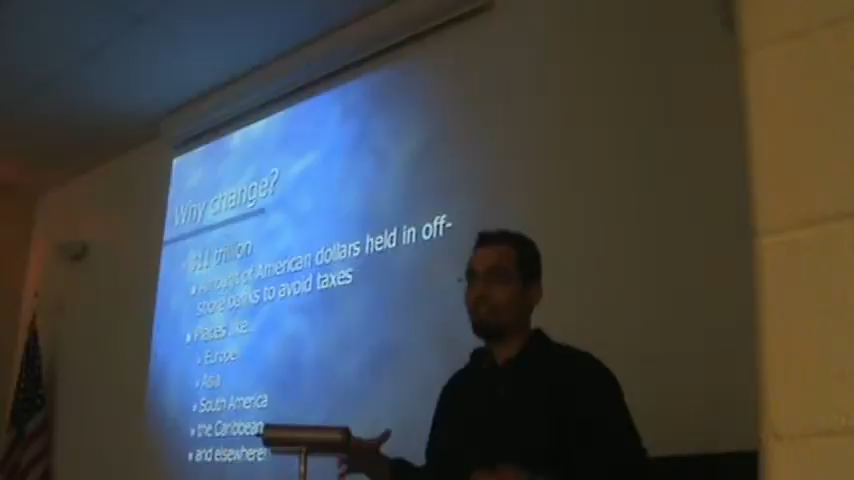 Why change?
$11 trillion
Amount of American dollars held in off-
shore banks to avoid taxes
Places like...
Europe
Asia
South America
the Caribbean
and elsewhere!